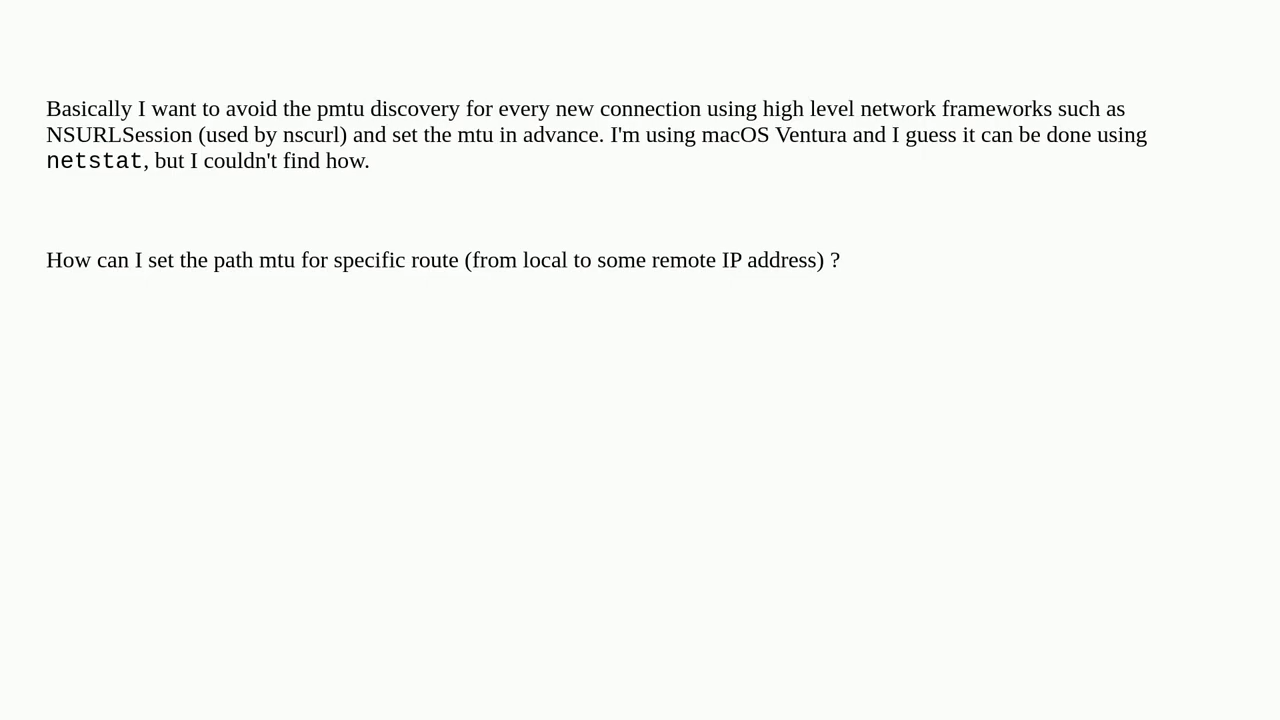 Basically I want to avoid the pmtu discovery for every new connection using high level network frameworks such as
NSURLSession (used by nscurl) and set the mtu in advance. I'm using macOS Ventura and I guess it can be done using
netstat, but I couldn't find how.
How can I set the path mtu for specific route (from local to some remote IP address) ?